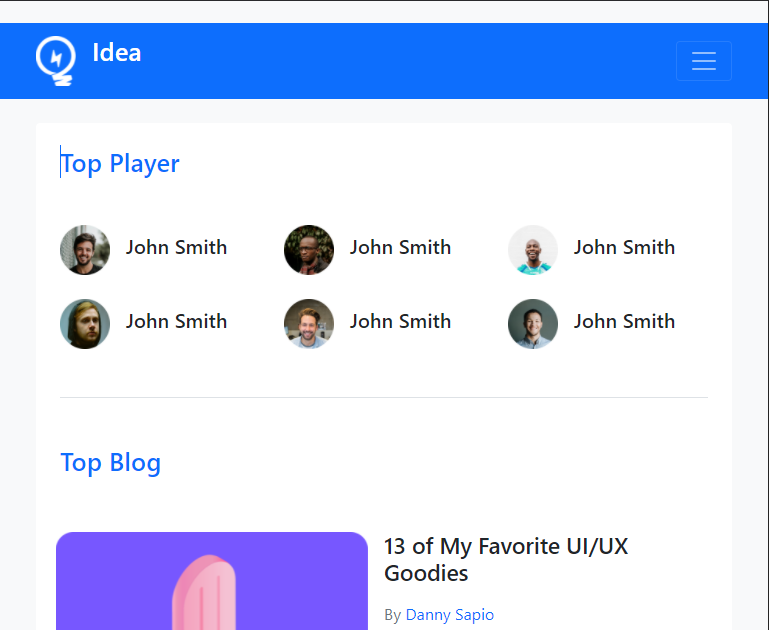 Idea
Top Player
John Smith
John Smith
John Smith
John Smith
John Smith
John Smith
Top Blog
13 of My Favorite UI/UX
Goodies
By Danny Sapio